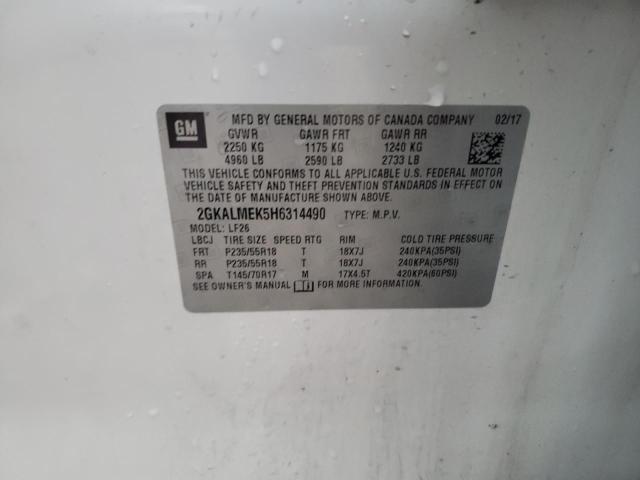 GM MFD BY GENERAL MOTORS OF CANADA COMPANY 02/17
GVWR GAWR FRT GAWR RR
2250 KG 1175 KG 1240 KG
4960 LB 2590 LB 2733 LB
THIS VEHICLE CONFORMS TO ALL APPLICABLE U.S. FEDERAL MOTOR
VEHICLE SAFETY AND THEFT PREVENTION STANDARDS IN EFFECT ON
THE DATE OF MANUFACTURE SHOWN ABOVE.
2GKALMEK5H6314490 TYPE: M.P.V.
MODEL: LF26
LBCJ TIRE SIZE SPEED RTG RIM COLD TIRE PRESSURE
FRT P235/55R18 T 18X7J 240KPA(35PSI)
RR P235/55R18 T 18X7J 240KPA(35PSI)
SPA T145/70R17 M 17X4.5T 420KPA(60PSI)
SEE OWNER'S MANUAL FOR MORE INFORMATION.